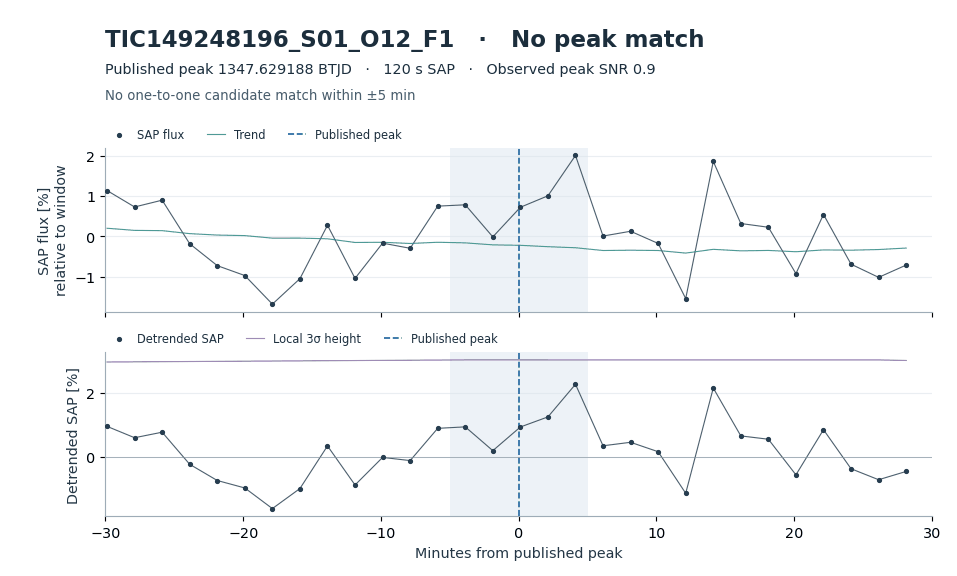 TIC149248196_S01_O12_F1 · No peak match
Published peak 1347.629188 BTJD · 120 s SAP · Observed peak SNR 0.9
No one-to-one candidate match within ±5 min
SAP flux Trend Published peak
SAP flux [%]
relative to window
2
1
0
−1
Detrended SAP Local 3σ height Published peak
Detrended SAP [%]
2
0
−30 −20 −10 0 10 20 30
Minutes from published peak